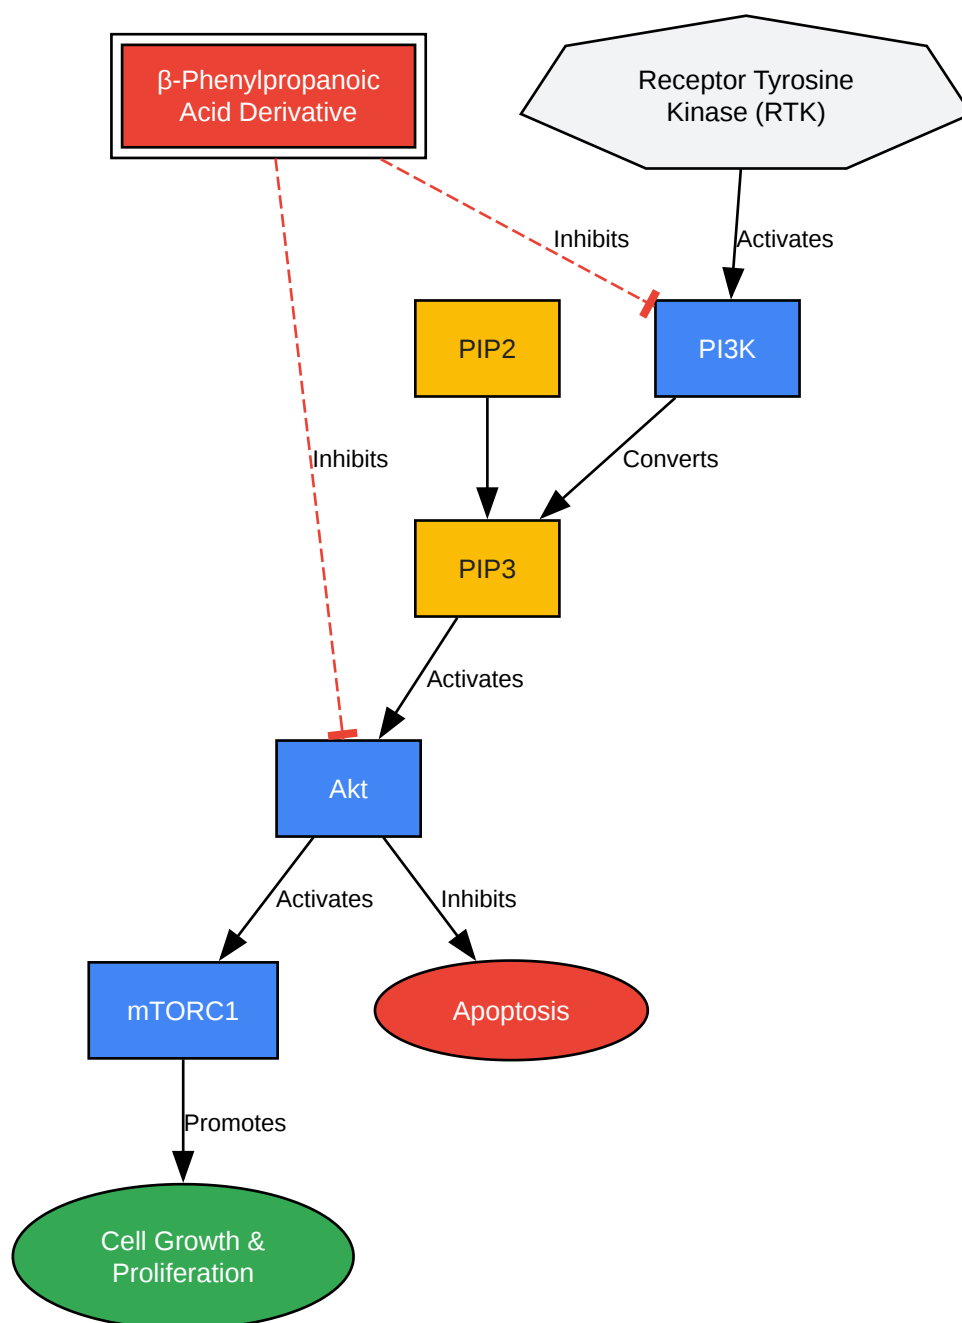 β-Phenylpropanoic
Acid Derivative
Receptor Tyrosine
Kinase (RTK)
Inhibits
Activates
PIP2
PI3K
Inhibits
Converts
PIP3
Activates
Akt
Activates
Inhibits
mTORC1
Apoptosis
Promotes
Cell Growth &
Proliferation